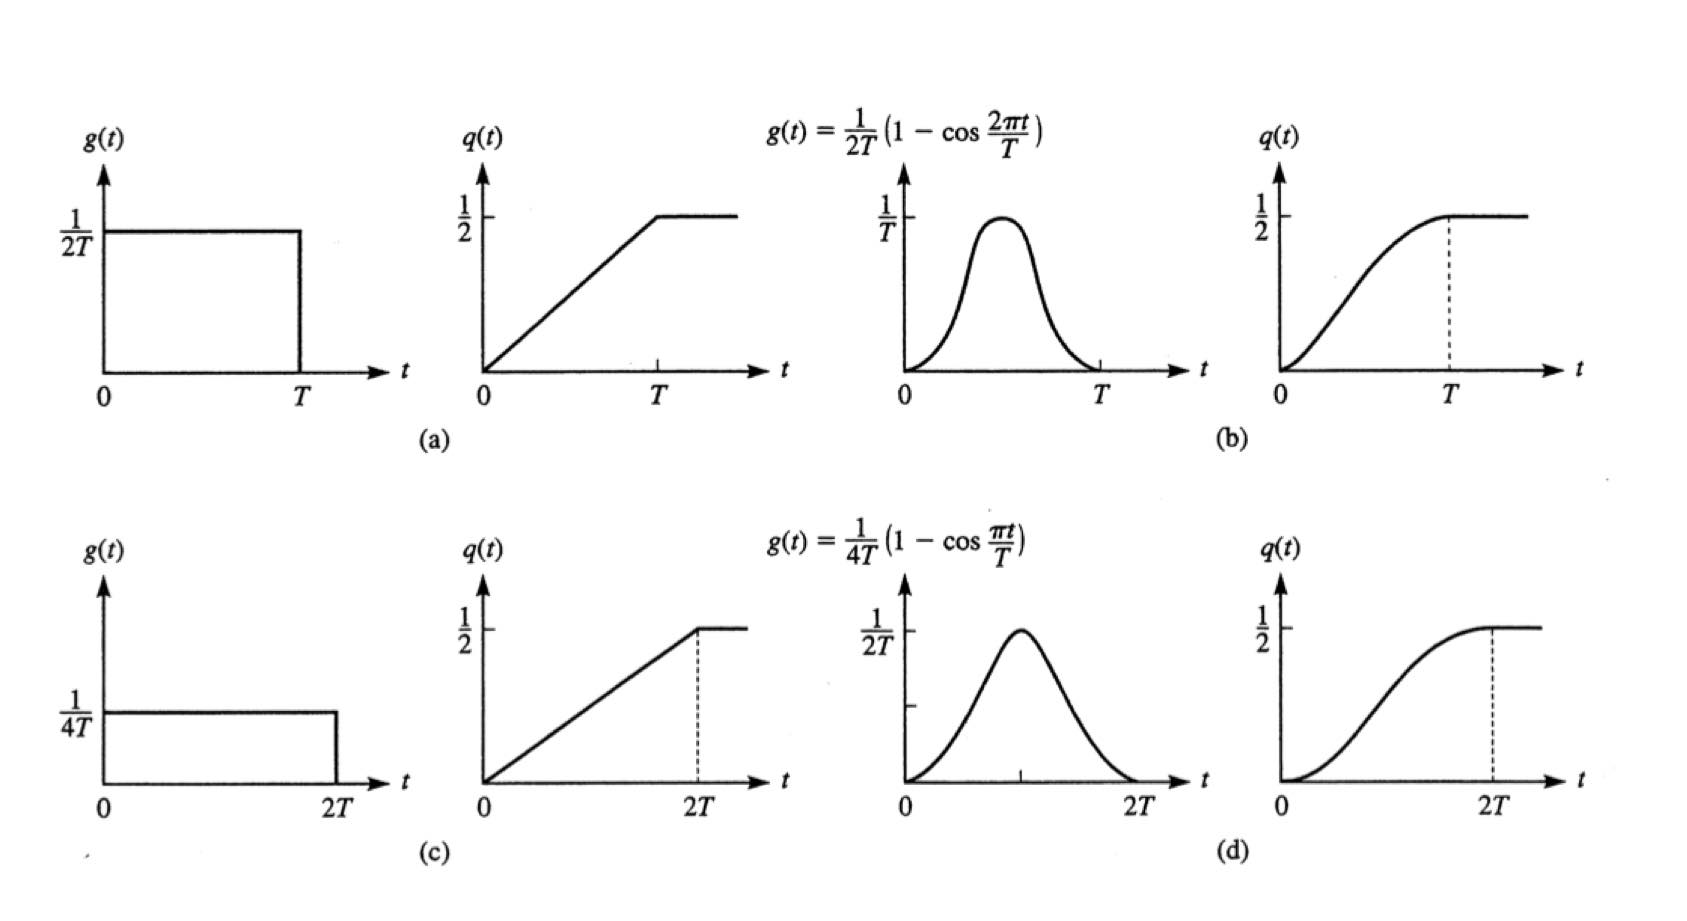 g(t)
1/2T
0
T
t
q(t)
1/2
0
T
t
(a)
g(t) = 1/2T (1 − cos 2πt/T)
1/T
0
T
t
q(t)
1/2
0
T
t
(b)
g(t)
1/4T
0
2T
t
q(t)
1/2
0
2T
t
(c)
g(t) = 1/4T (1 − cos πt/T)
1/2T
0
2T
t
q(t)
1/2
0
2T
t
(d)